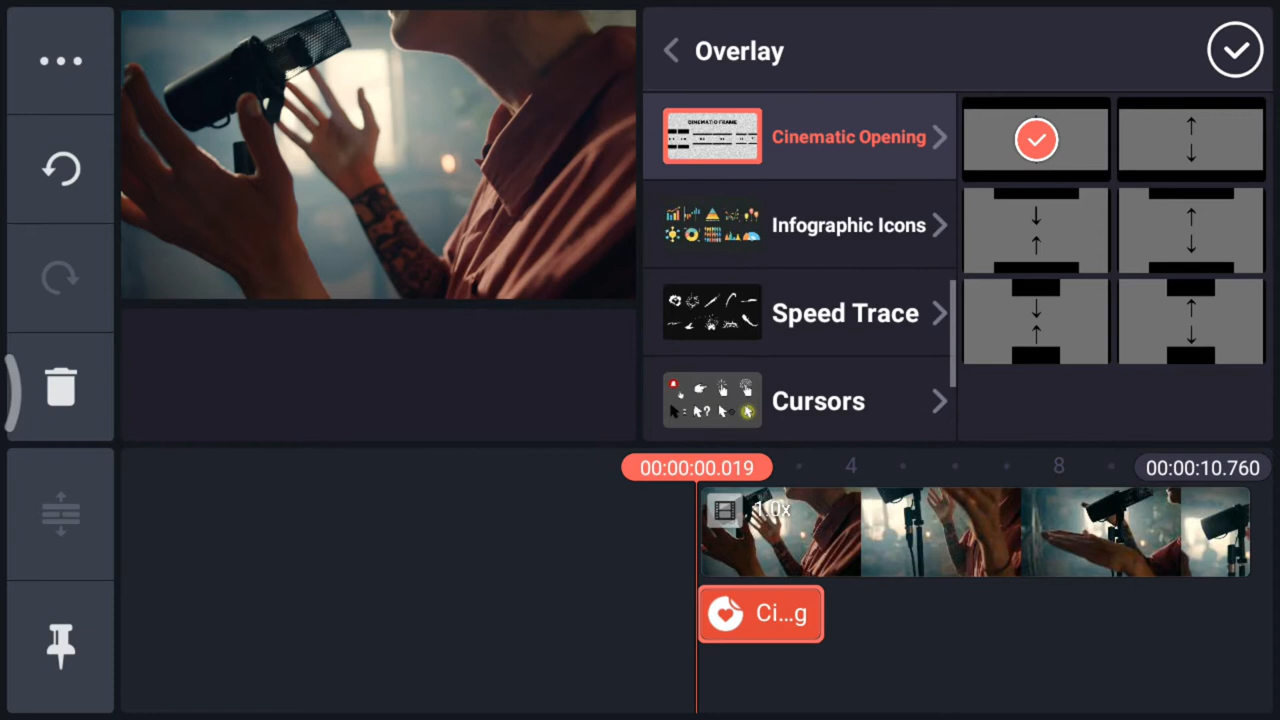 Overlay
CINEMATIC FRAME
Cinematic Opening
Infographic Icons
Speed Trace
Cursors
00:00:00.019
4
8
00:00:10.760
1.0x
Ci...g